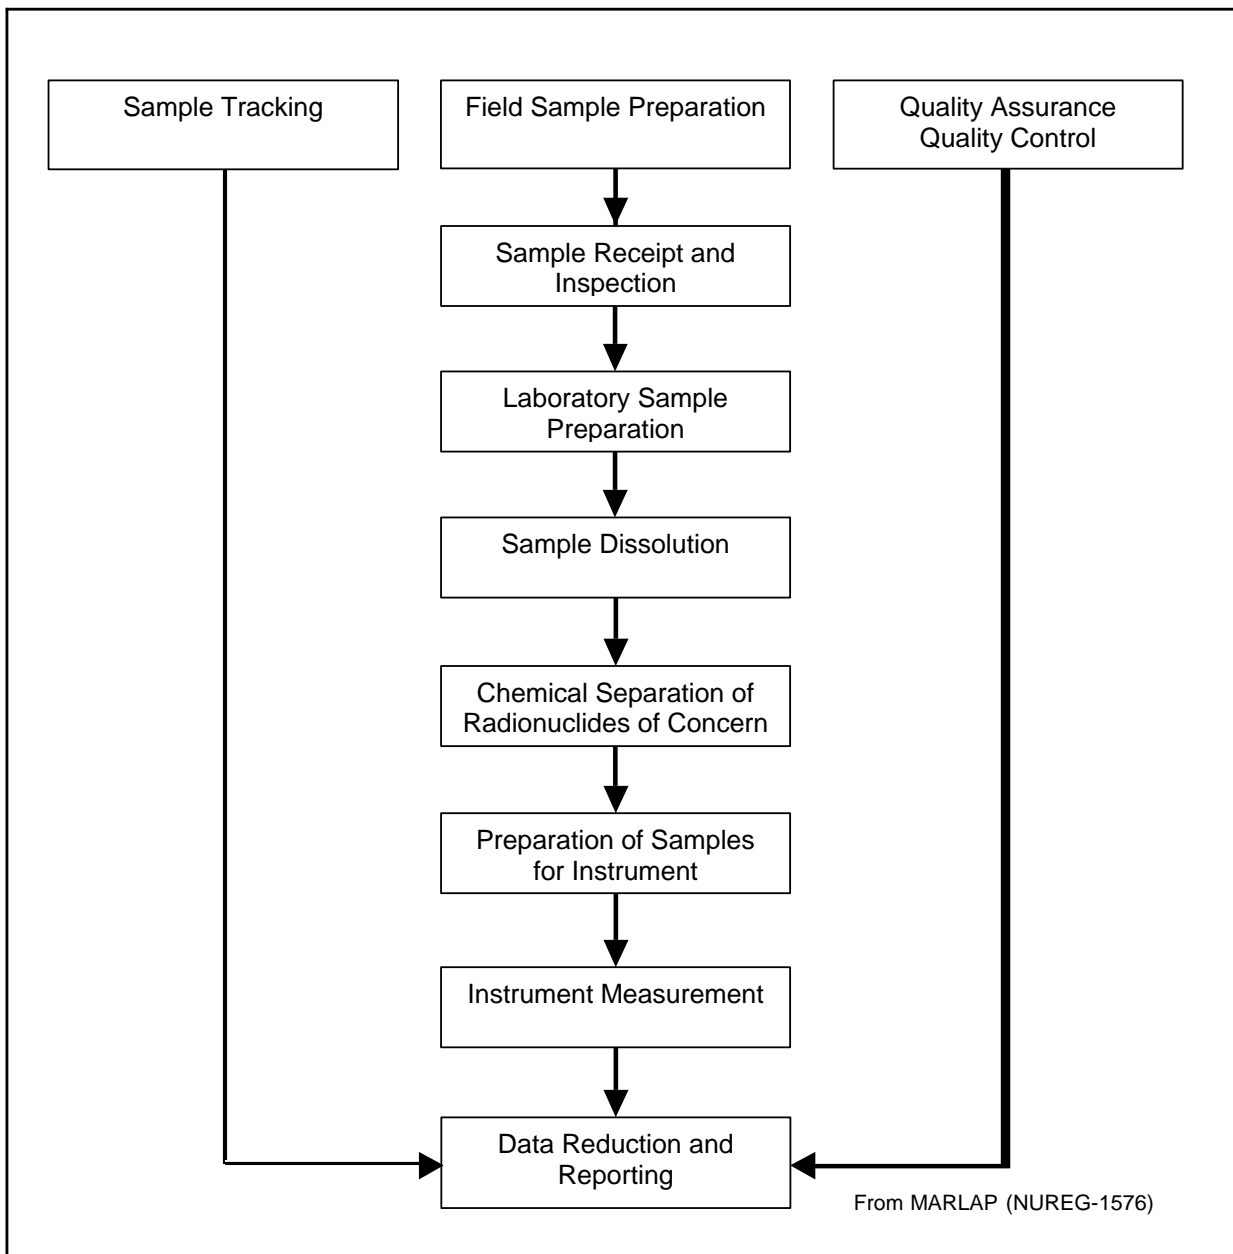 Sample Tracking
Field Sample Preparation
Quality Assurance
Quality Control
Sample Receipt and
Inspection
Laboratory Sample
Preparation
Sample Dissolution
Chemical Separation of
Radionuclides of Concern
Preparation of Samples
for Instrument
Instrument Measurement
Data Reduction and
Reporting
From MARLAP (NUREG-1576)